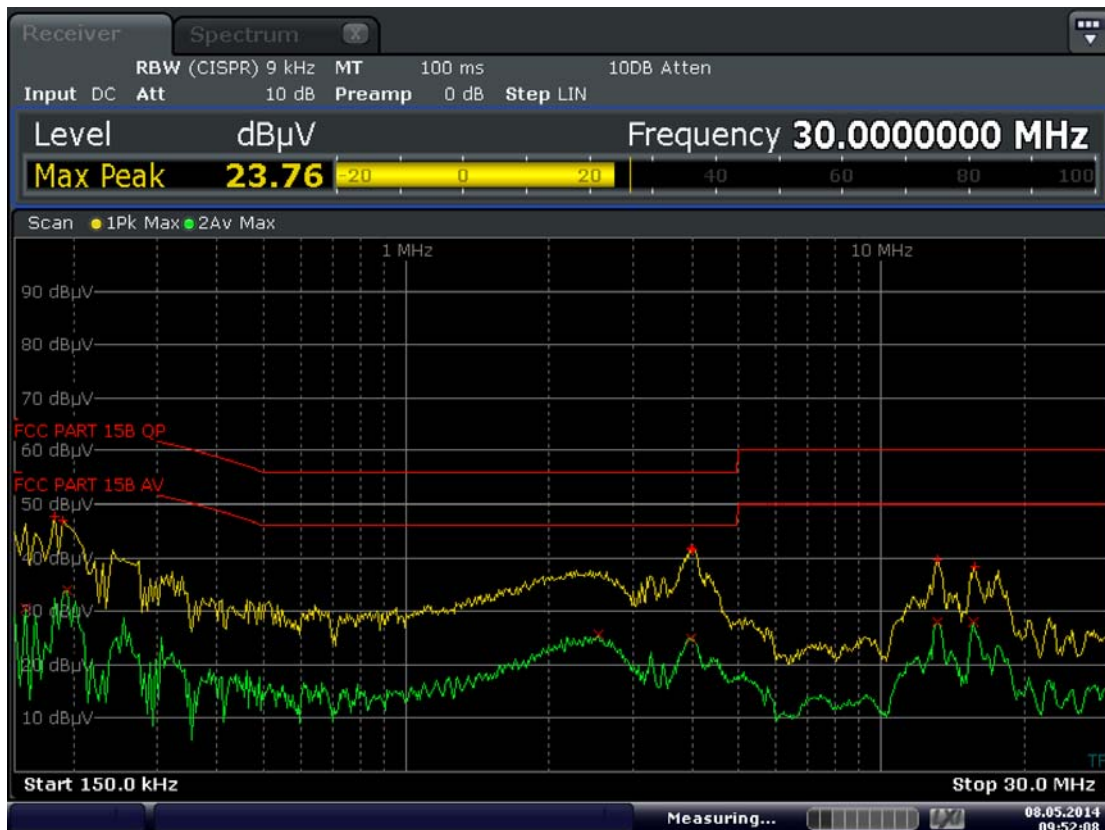 Receiver Spectrum X
RBW (CISPR) 9 kHz MT 100 ms 10DB Atten
Input DC Att 10 dB Preamp 0 dB Step LIN
Level dBµV Frequency 30.0000000 MHz
Max Peak 23.76 -20 0 20 40 60 80 100
Scan 1Pk Max 2Av Max
1 MHz 10 MHz
90 dBµV
80 dBµV
70 dBµV
FCC PART 15B QP
60 dBµV
FCC PART 15B AV
50 dBµV
40 dBµV
30 dBµV
20 dBµV
10 dBµV
TF
Start 150.0 kHz Stop 30.0 MHz
Measuring... 08.05.2014
09:52:08